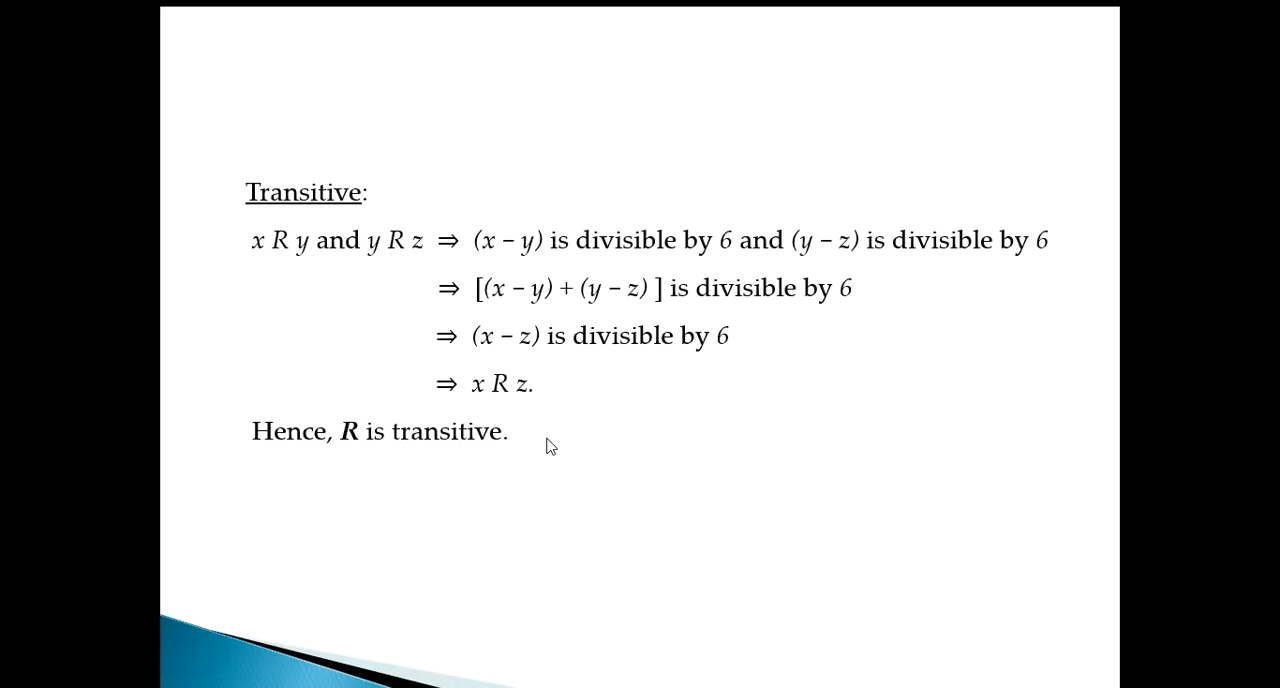 Transitive:
x R y and y R z ⇒ (x – y) is divisible by 6 and (y – z) is divisible by 6
⇒ [(x – y) + (y – z) ] is divisible by 6
⇒ (x – z) is divisible by 6
⇒ x R z.
Hence, R is transitive.